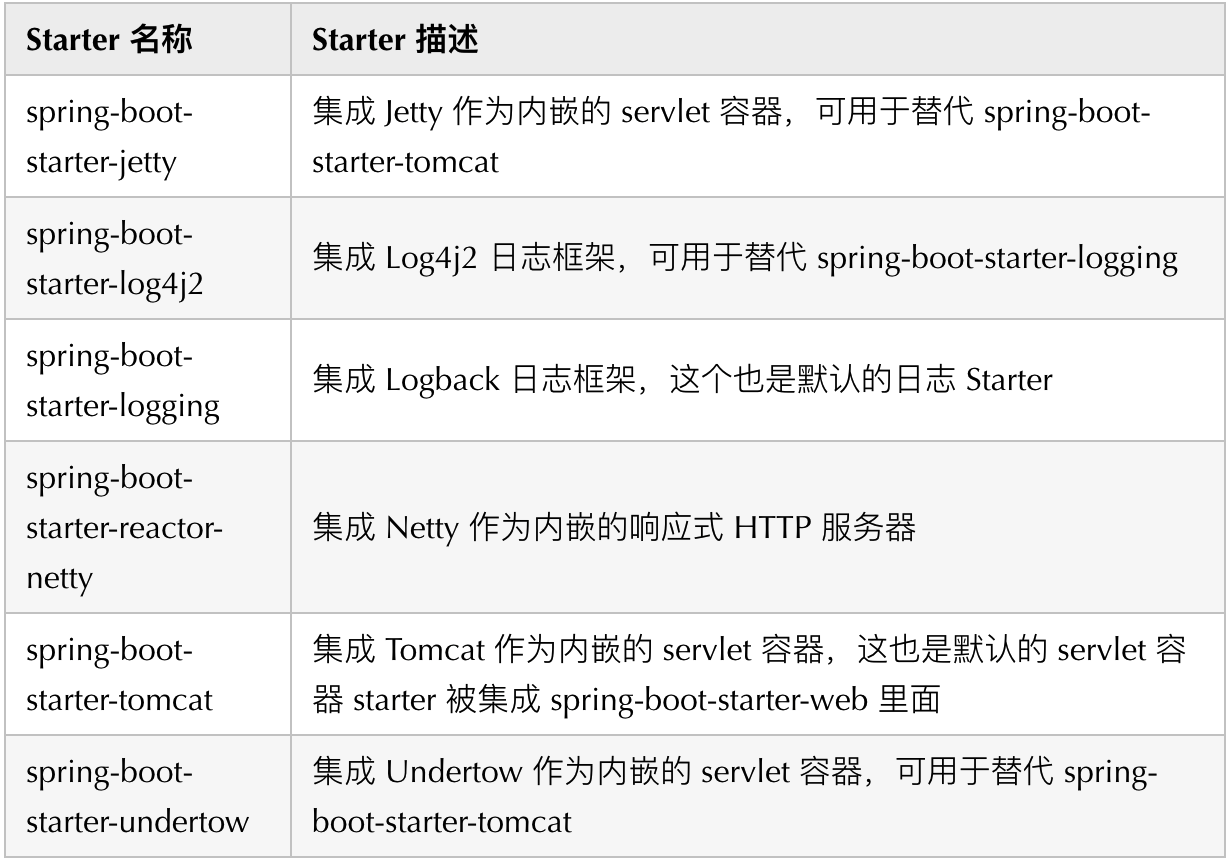 Starter 名称
Starter 描述
spring-boot-
starter-jetty
集成 Jetty 作为内嵌的 servlet 容器，可用于替代 spring-boot-
starter-tomcat
spring-boot-
starter-log4j2
集成 Log4j2 日志框架，可用于替代 spring-boot-starter-logging
spring-boot-
starter-logging
集成 Logback 日志框架，这个也是默认的日志 Starter
spring-boot-
starter-reactor-
netty
集成 Netty 作为内嵌的响应式 HTTP 服务器
spring-boot-
starter-tomcat
集成 Tomcat 作为内嵌的 servlet 容器，这也是默认的 servlet 容
器 starter 被集成 spring-boot-starter-web 里面
spring-boot-
starter-undertow
集成 Undertow 作为内嵌的 servlet 容器，可用于替代 spring-
boot-starter-tomcat